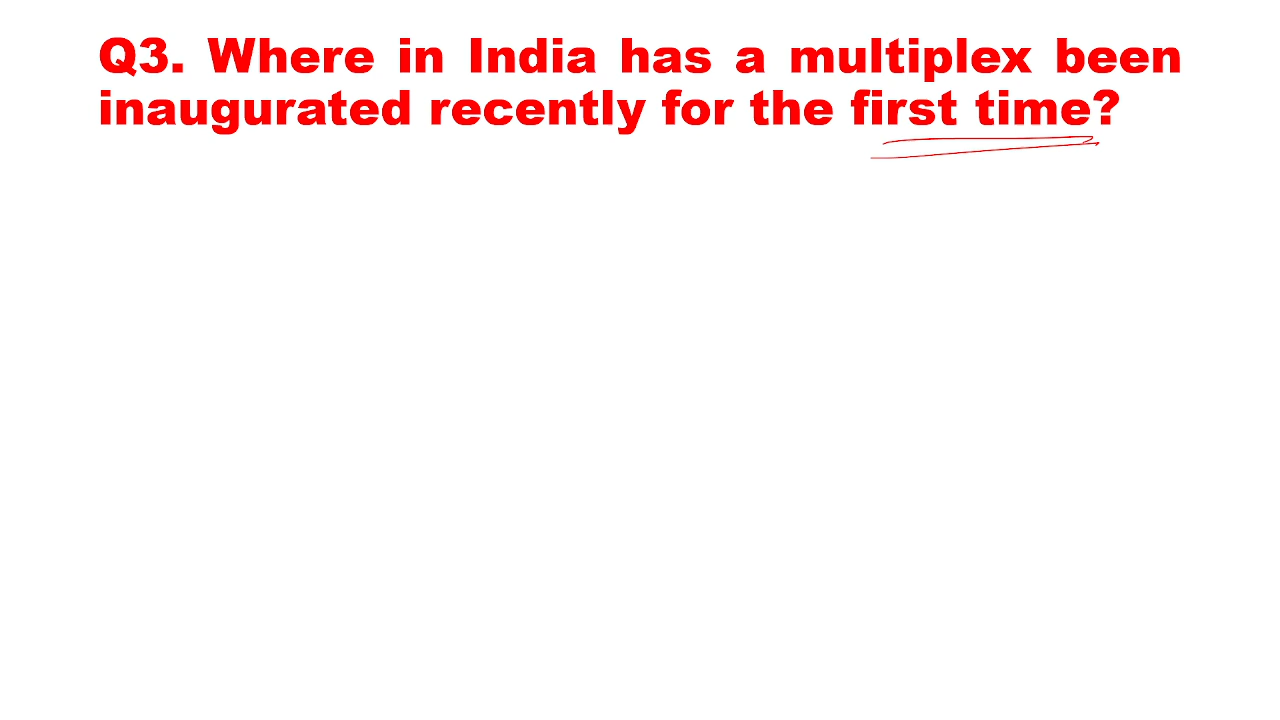 Q3. Where in India has a multiplex been
inaugurated recently for the first time?